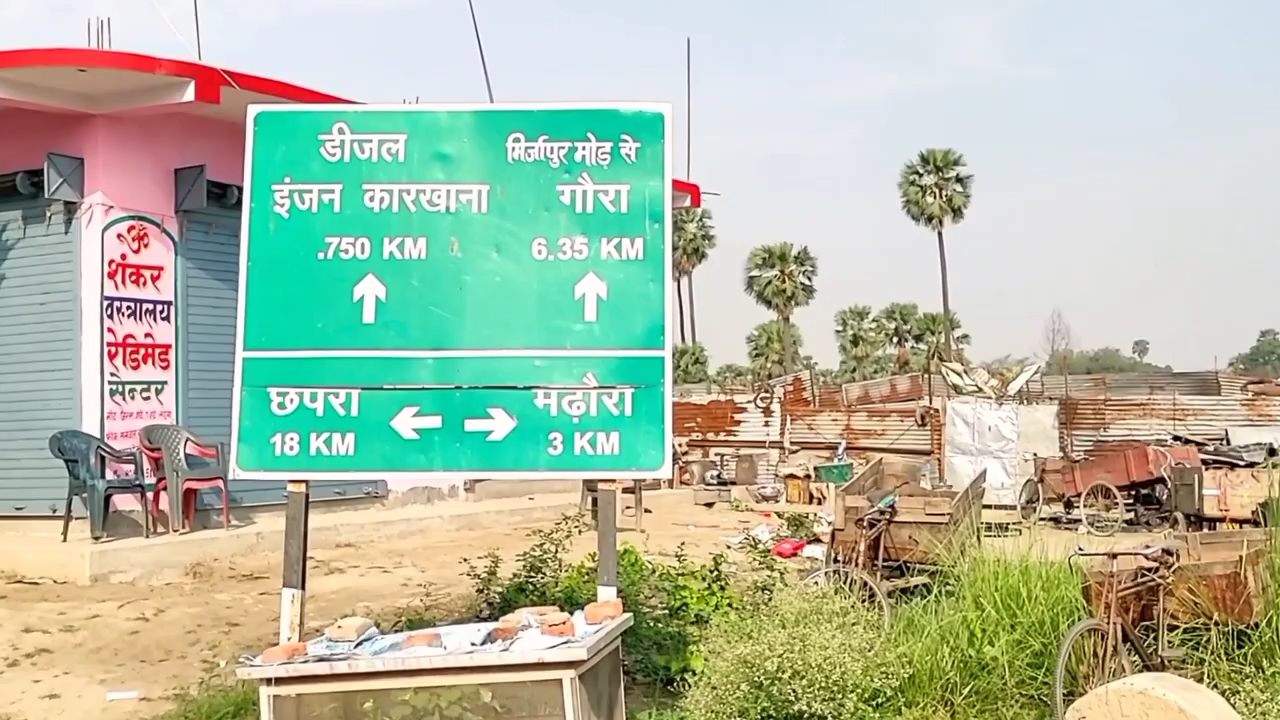 डीजल
इंजन कारखाना
.750 KM
मिर्जापुर मोड़ से
गौरा
6.35 KM
छपरा
18 KM
मढ़ौरा
3 KM
ॐ
शंकर
वस्त्रालय
रेडिमेड
सेन्टर